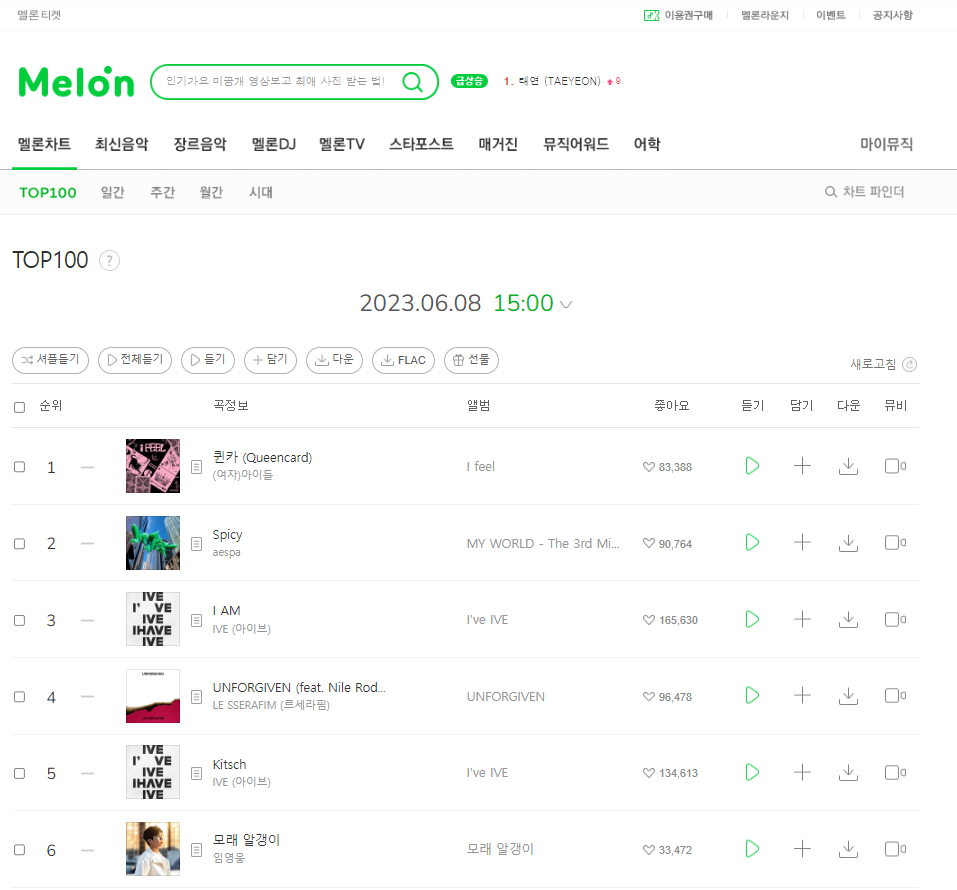 멜론티켓 이용권구매 멜론라운지 이벤트 공지사항
Melon 인기가요 미공개 영상보고 최애 사진 받는 법! 급상승 1. 태연 (TAEYEON) 9
멜론차트 최신음악 장르음악 멜론DJ 멜론TV 스타포스트 매거진 뮤직어워드 어학 마이뮤직
TOP100 일간 주간 월간 시대 차트 파인더
TOP100 ?
2023.06.08 15:00
셔플듣기 전체듣기 듣기 담기 다운 FLAC 선물 새로고침
순위 곡정보 앨범 좋아요 듣기 담기 다운 뮤비
1 퀸카 (Queencard)
(여자)아이들
I feel 83,388
2 Spicy
aespa
MY WORLD - The 3rd Mi... 90,764
IVE
I' VE
IVE
IHAVE
IVE
3 I AM
IVE (아이브)
I've IVE 165,630
UNFORGIVEN
4 UNFORGIVEN (feat. Nile Rod...
LE SSERAFIM (르세라핌)
UNFORGIVEN 96,478
IVE
I' VE
IVE
IHAVE
IVE
5 Kitsch
IVE (아이브)
I've IVE 134,613
6 모래 알갱이
임영웅
모래 알갱이 33,472